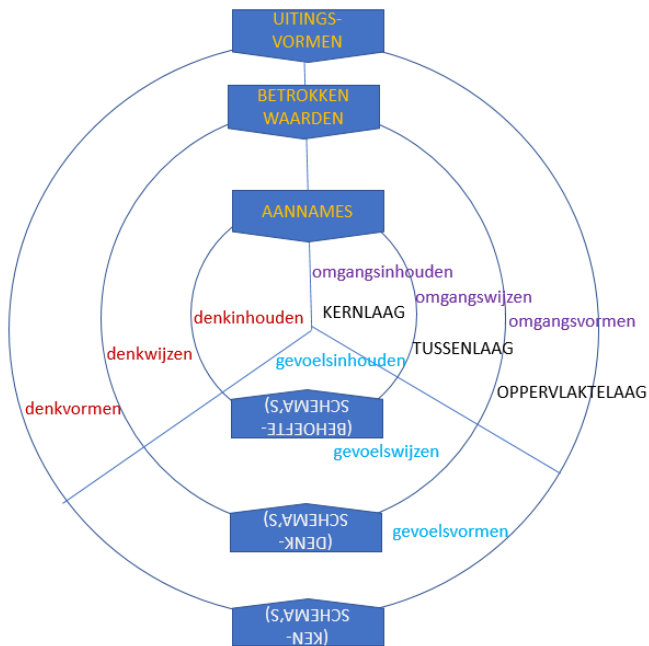 UITINGS-
VORMEN
BETROKKEN
WAARDEN
AANNAMES
omgangsinhouden
omgangswijzen
KERNLAAG
denkinhouden
omgangsvormen
TUSSENLAAG
denkwijzen
gevoelsinhouden
OPPERVLAKTELAAG
denkvormen
(BEHOEFTE-
SCHEMA'S)
gevoelswijzen
(DENK-
SCHEMA'S)
gevoelsvormen
(KEN-
SCHEMA'S)